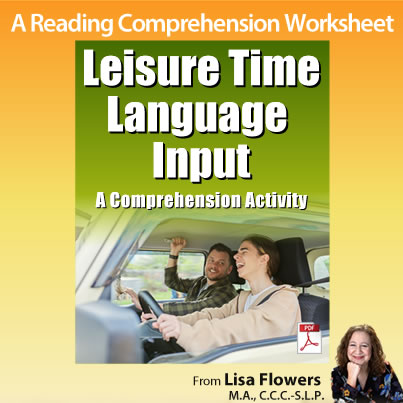 A Reading Comprehension Worksheet
Leisure Time
Language
Input
A Comprehension Activity
PDF
From Lisa Flowers
M.A., C.C.C.-S.L.P.